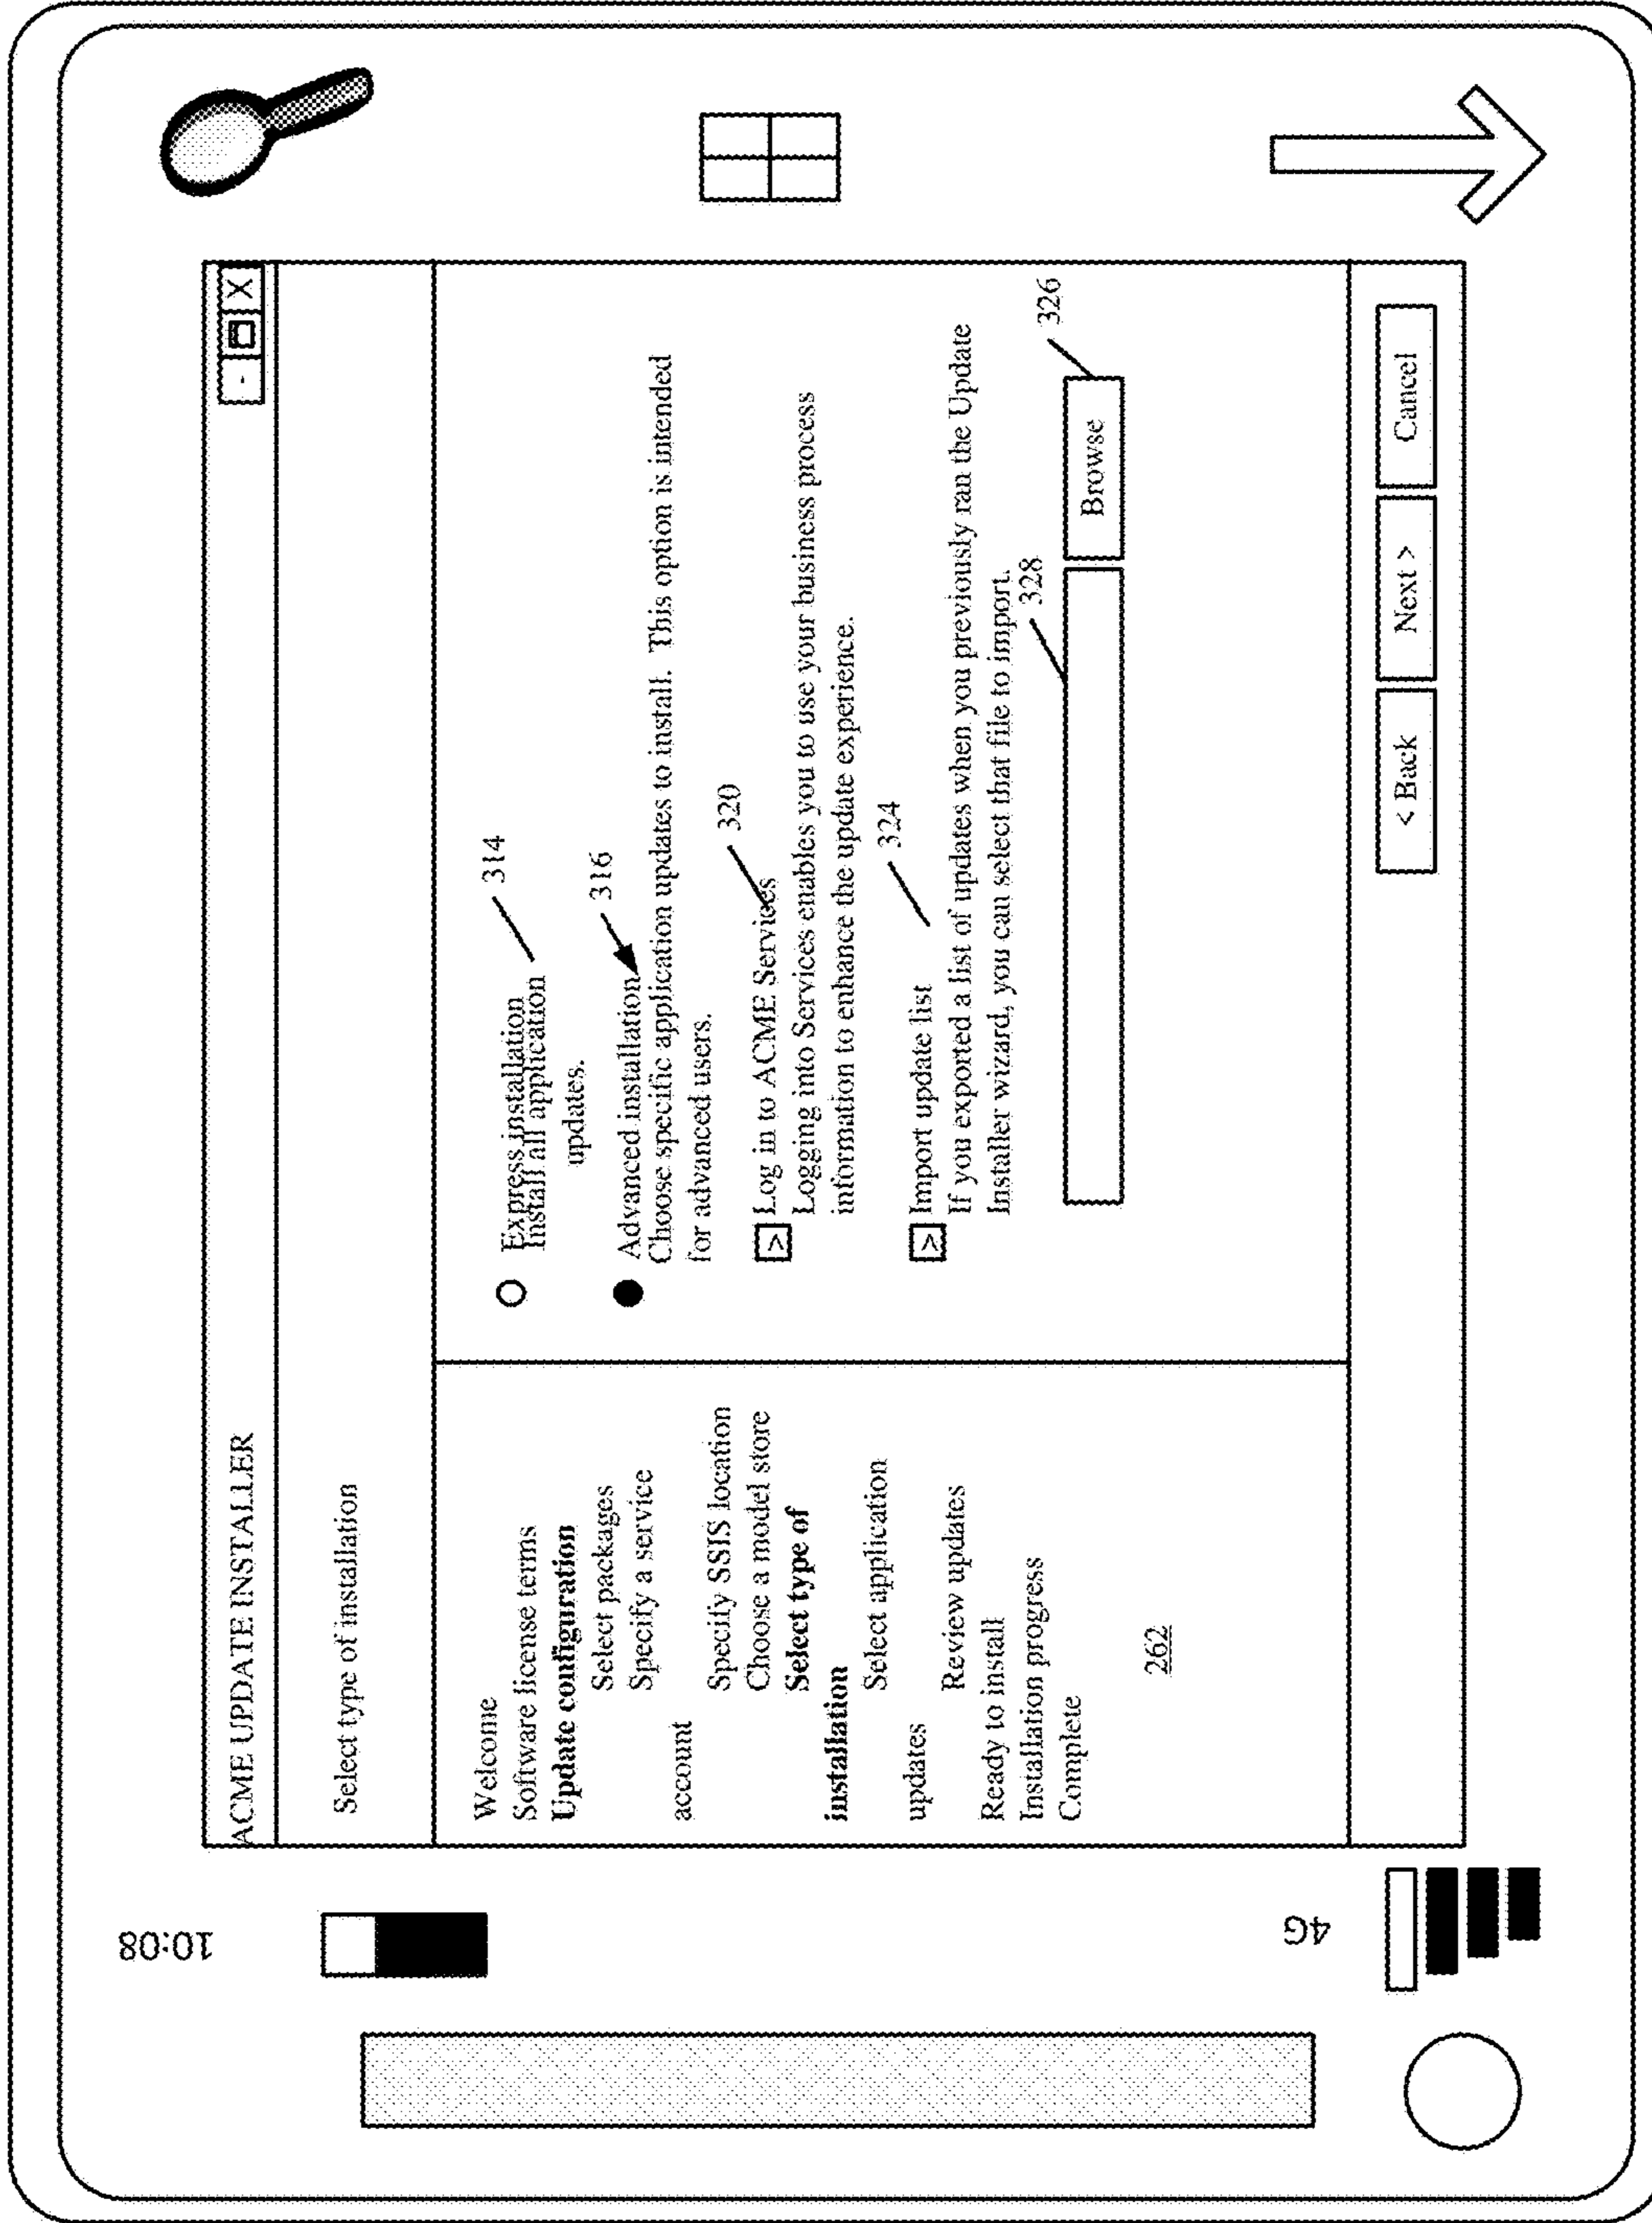 10:08
4G
ACME UPDATE INSTALLER
- X
Select type of installation
Welcome
Software license terms
Update configuration
Select packages
Specify a service
account
Specify SSIS location
Choose a model store
Select type of
installation
Select application
updates
Review updates
Ready to install
Installation progress
Complete
262
Express installation
314
Install all application
updates.
Advanced installation
316
Choose specific application updates to install. This option is intended
for advanced users.
320
> Log in to ACME Services
Logging into Services enables you to use your business process
information to enhance the update experience.
324
> Import update list
If you exported a list of updates when you previously ran the Update
Installer wizard, you can select that file to import.
328
326
Browse
< Back Next > Cancel